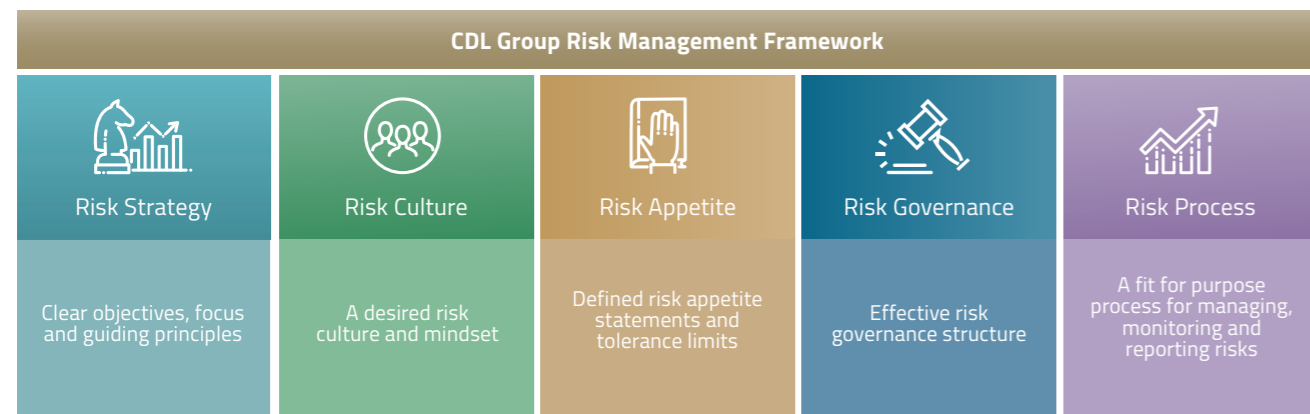 CDL Group Risk Management Framework
Risk Strategy
Clear objectives, focus
and guiding principles
Risk Culture
A desired risk
culture and mindset
Risk Appetite
Defined risk appetite
statements and
tolerance limits
Risk Governance
Effective risk
governance structure
Risk Process
A fit for purpose
process for managing,
monitoring and
reporting risks